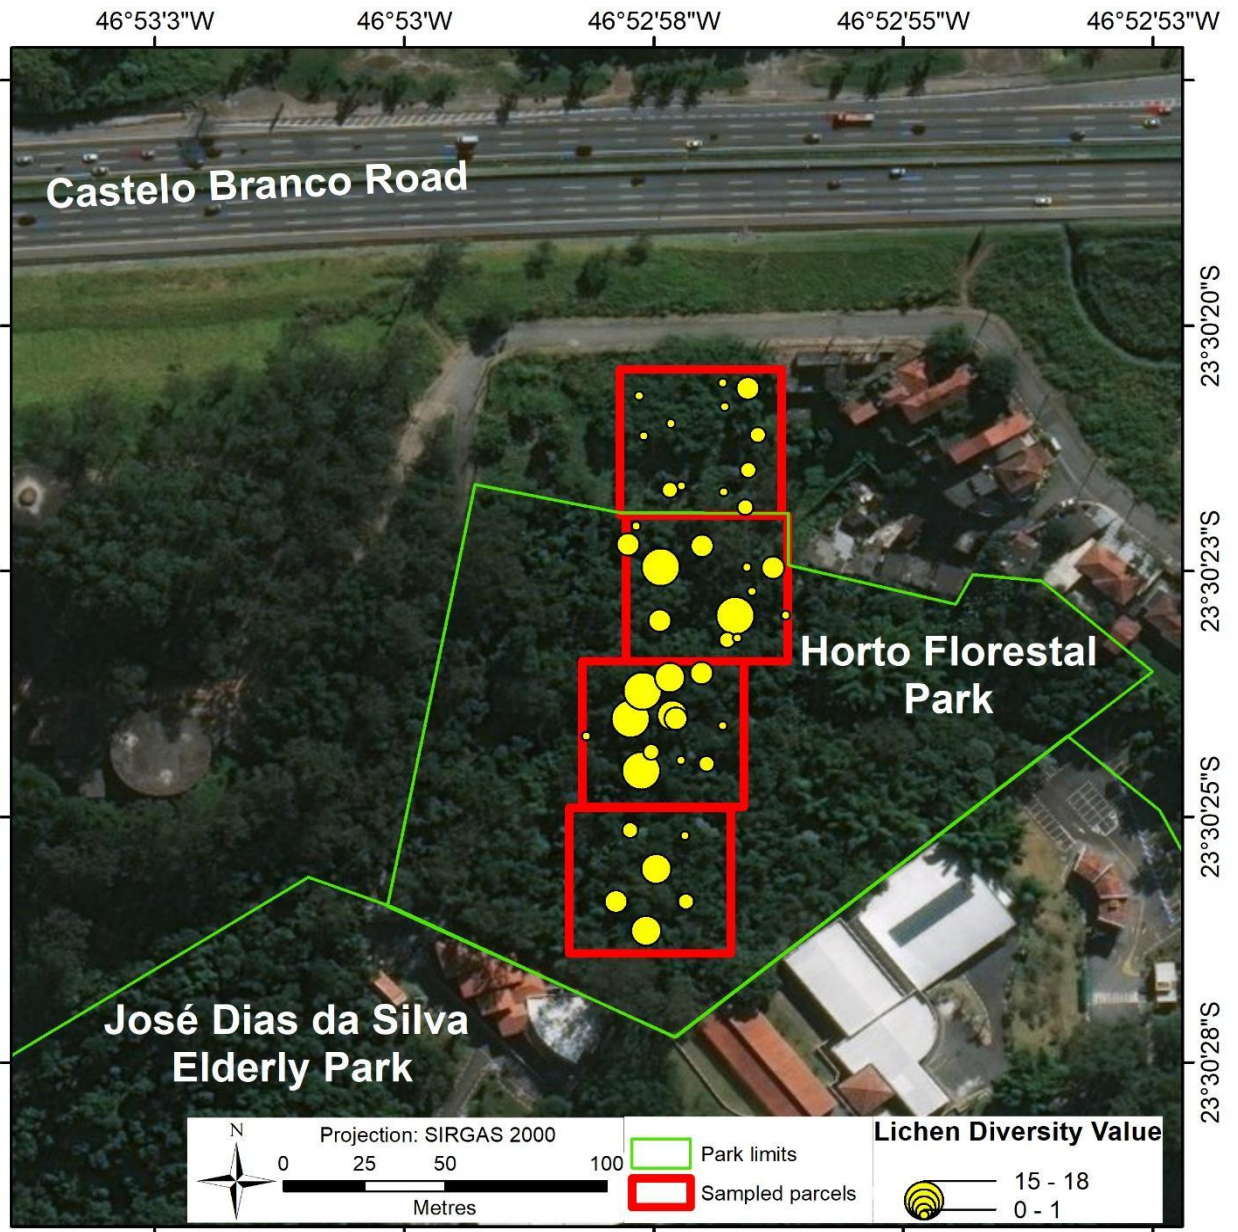 46°53'3"W 46°53'W 46°52'58"W 46°52'55"W 46°52'53"W
Castelo Branco Road
23°30'20"S
23°30'23"S
Horto Florestal
Park
23°30'25"S
José Dias da Silva
Elderly Park
23°30'28"S
N
Projection: SIRGAS 2000
0 25 50 100
Metres
Park limits
Sampled parcels
Lichen Diversity Value
15 - 18
0 - 1